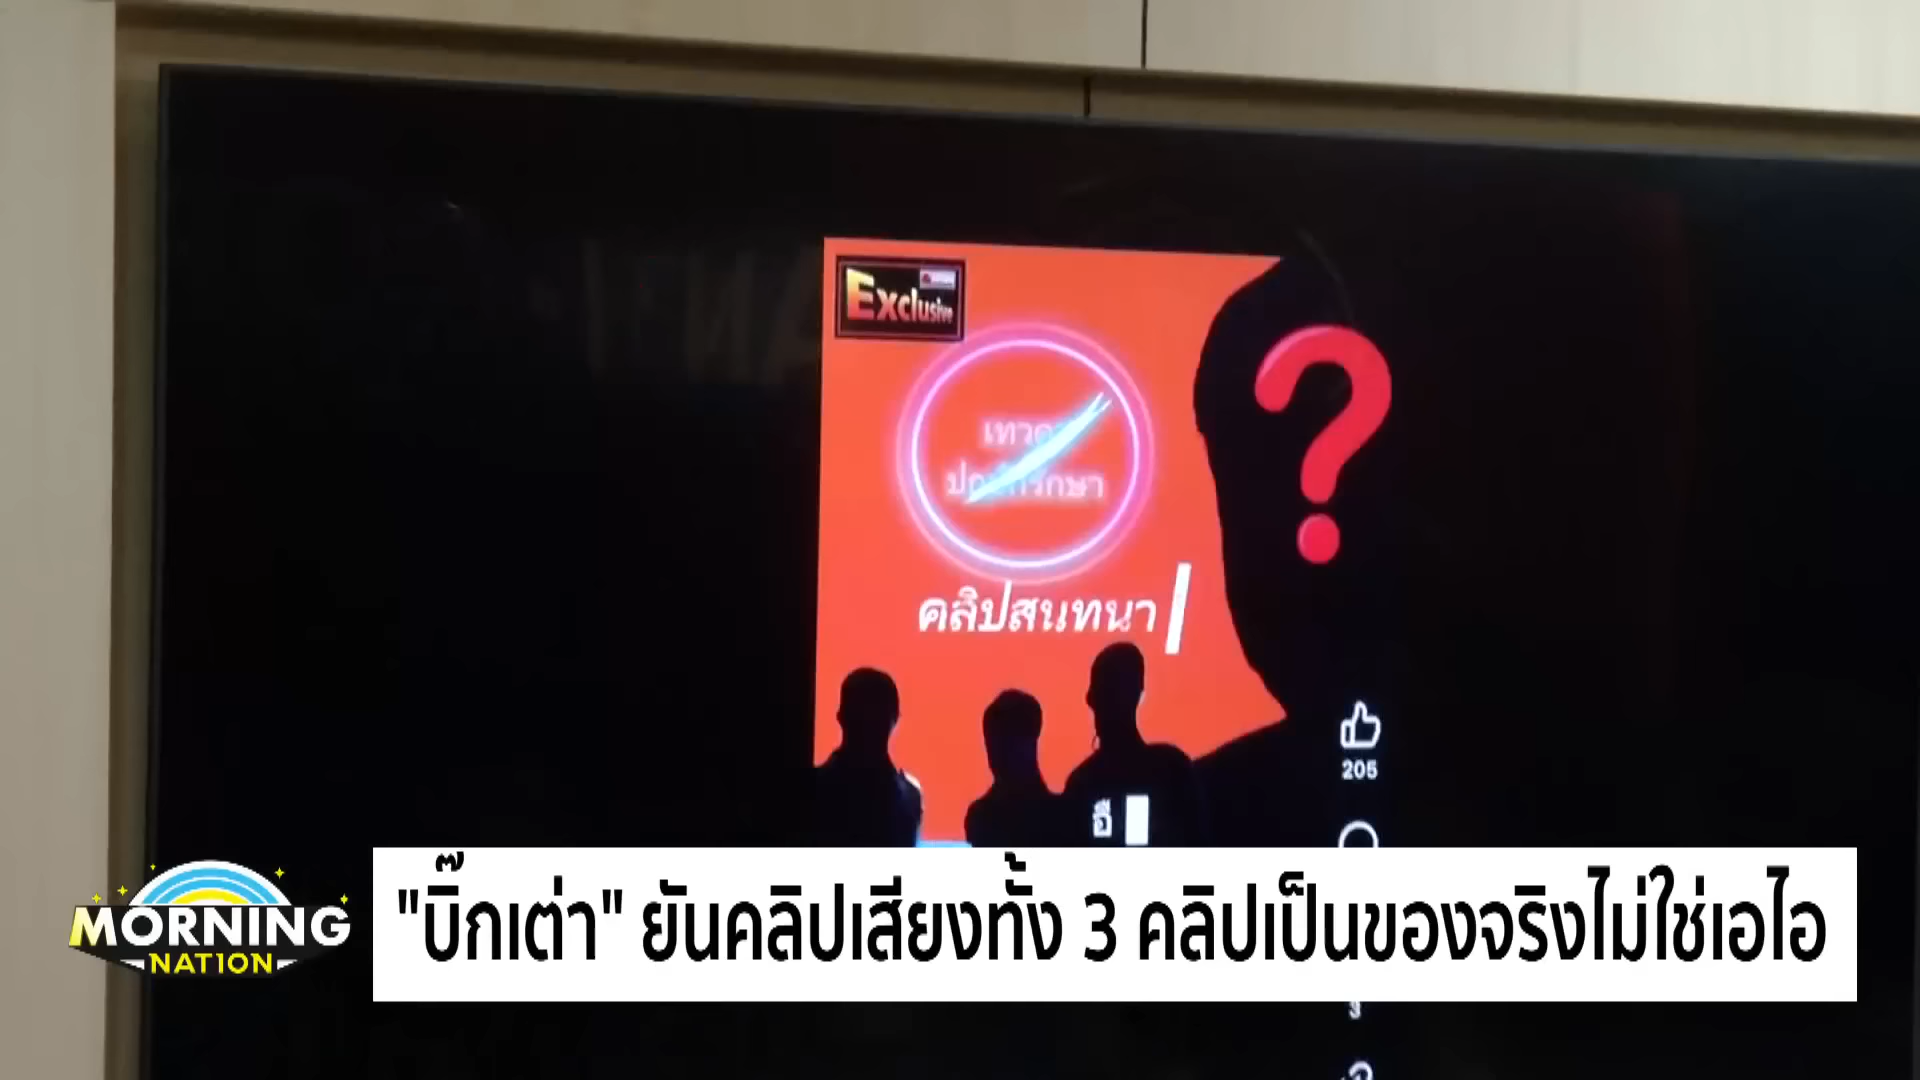 Exclusive
คลิปสนทนา
อี
205
"บิ๊กเต่า" ยันคลิปเสียงทั้ง 3 คลิปเป็นของจริงไม่ใช่เอไอ
MORNING
NATION